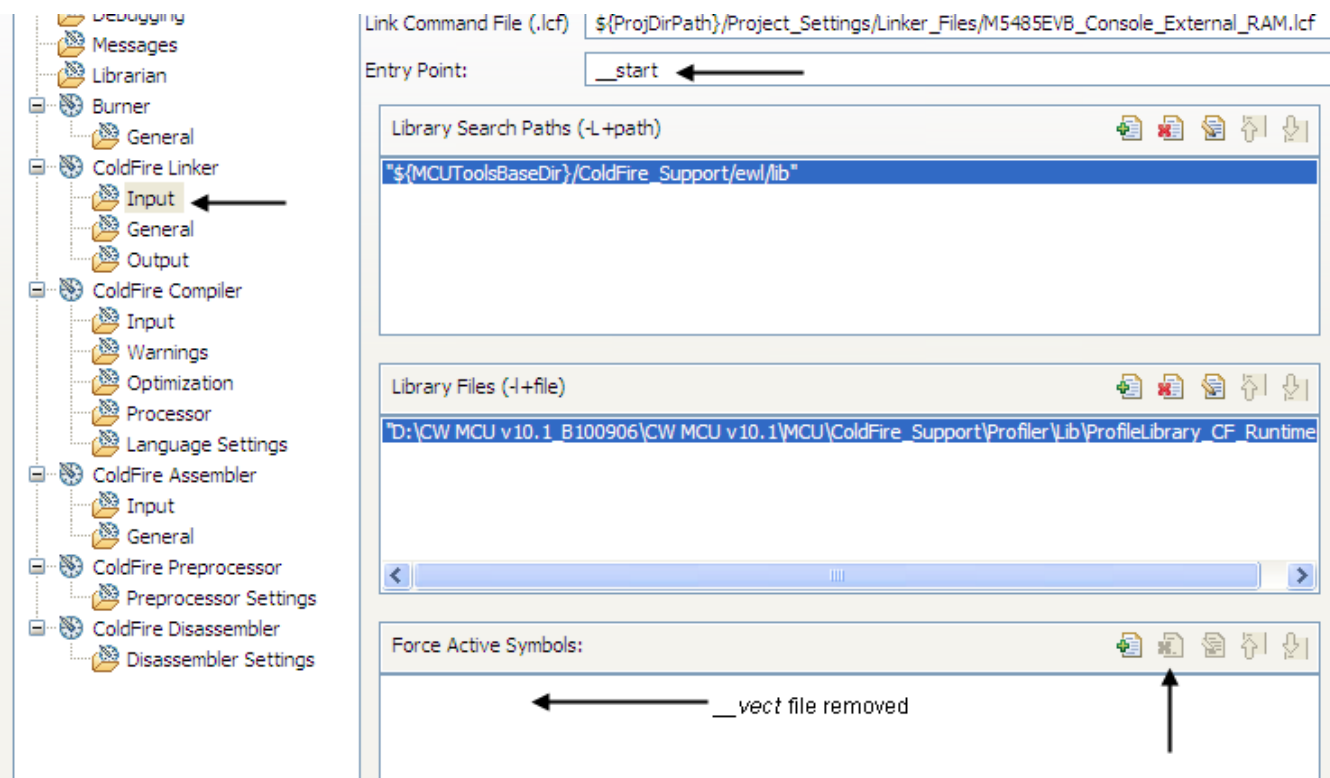 Debugging
Messages
Librarian
Burner
General
ColdFire Linker
Input
General
Output
ColdFire Compiler
Input
Warnings
Optimization
Processor
Language Settings
ColdFire Assembler
Input
General
ColdFire Preprocessor
Preprocessor Settings
ColdFire Disassembler
Disassembler Settings
Link Command File (.lcf) ${ProjDirPath}/Project_Settings/Linker_Files/M5485EVB_Console_External_RAM.lcf
Entry Point: __start
Library Search Paths (-L+path)
"${MCUToolsBaseDir}/ColdFire_Support/ewl/lib"
Library Files (-l+file)
"D:\CW MCU v10.1_B100906\CW MCU v10.1\MCU\ColdFire_Support\Profiler\Lib\ProfileLibrary_CF_Runtime
Force Active Symbols:
__vect file removed